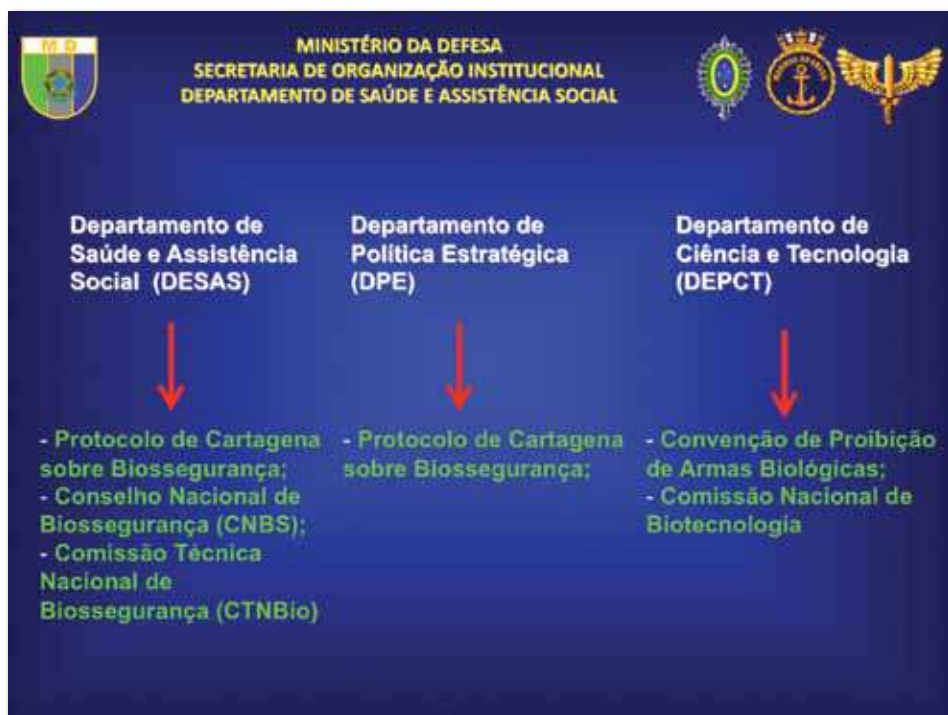 M D
MINISTÉRIO DA DEFESA
SECRETARIA DE ORGANIZAÇÃO INSTITUCIONAL
DEPARTAMENTO DE SAÚDE E ASSISTÊNCIA SOCIAL
Departamento de
Saúde e Assistência
Social (DESAS)
Departamento de
Política Estratégica
(DPE)
Departamento de
Ciência e Tecnologia
(DEPCT)
- Protocolo de Cartagena
sobre Biossegurança;
- Conselho Nacional de
Biossegurança (CNBS);
- Comissão Técnica
Nacional de
Biossegurança (CTNBio)
- Protocolo de Cartagena
sobre Biossegurança;
- Convenção de Proibição
de Armas Biológicas;
- Comissão Nacional de
Biotecnologia